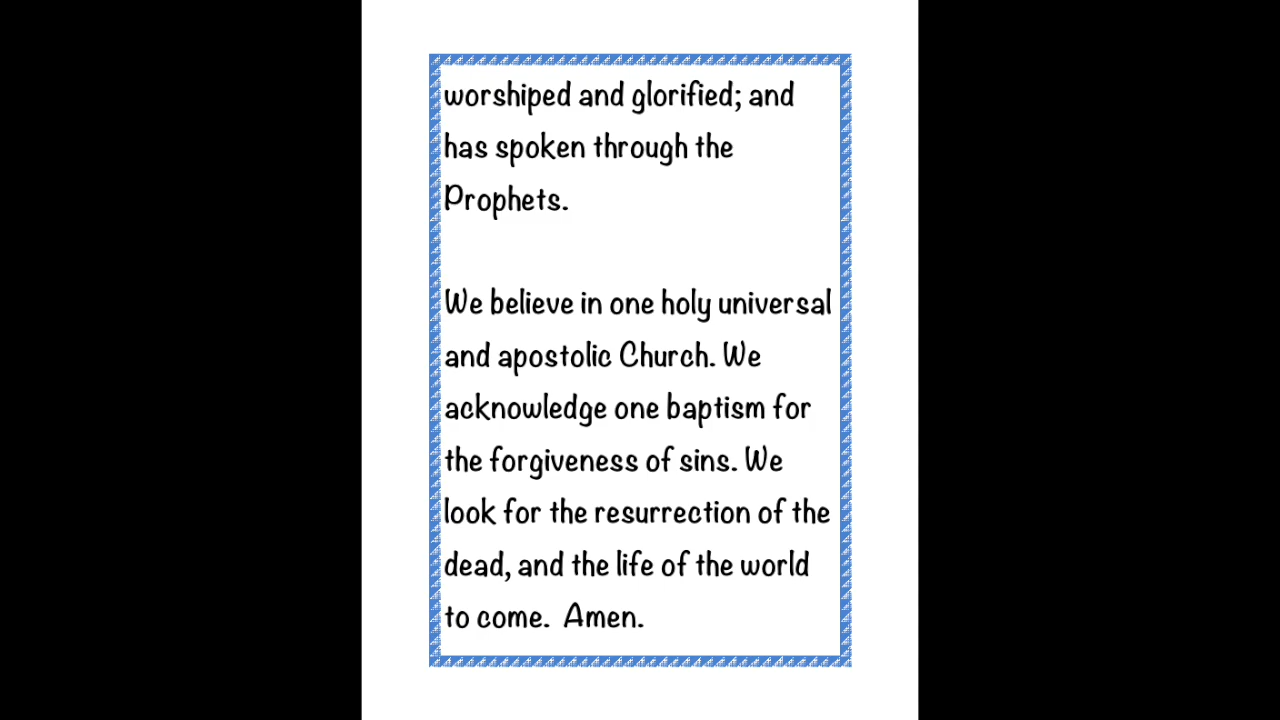 worshiped and glorified; and
has spoken through the
Prophets.
We believe in one holy universal
and apostolic Church. We
acknowledge one baptism for
the forgiveness of sins. We
look for the resurrection of the
dead, and the life of the world
to come.  Amen.